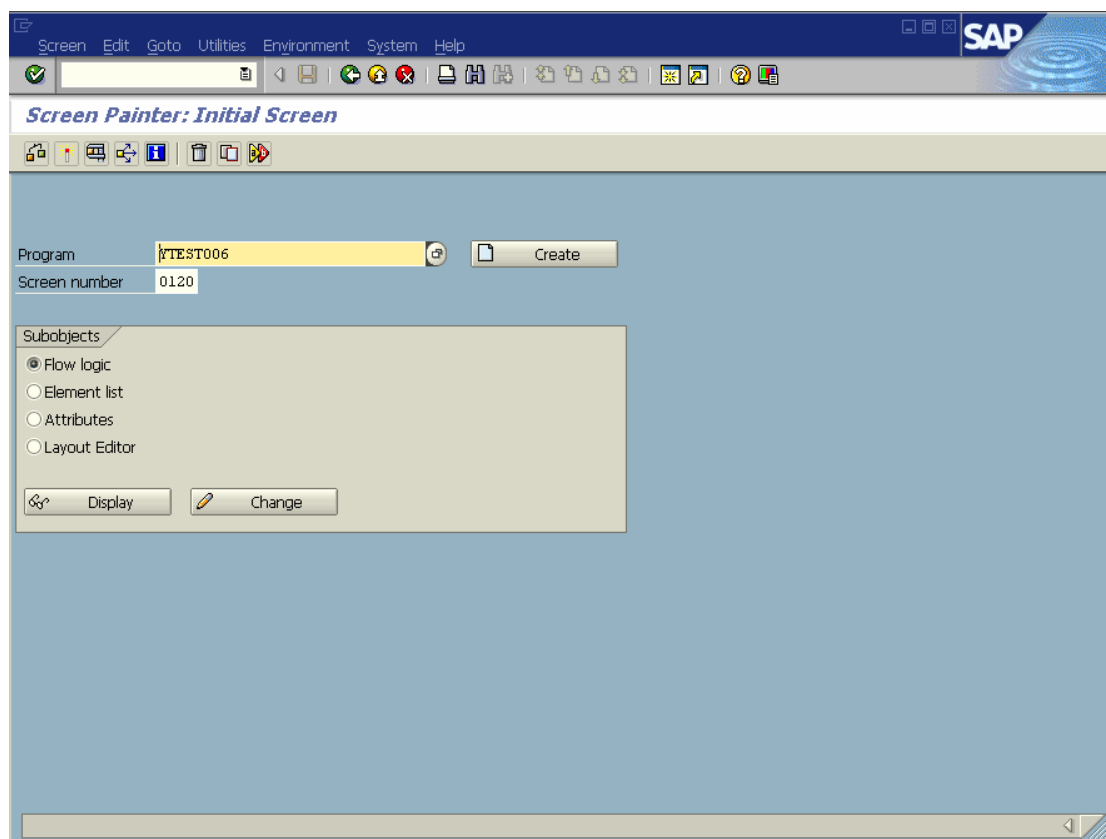 Screen Edit Goto Utilities Environment System Help
SAP
Screen Painter: Initial Screen
Program YTEST006 Create
Screen number 0120
Subobjects
Flow logic
Element list
Attributes
Layout Editor
Display Change